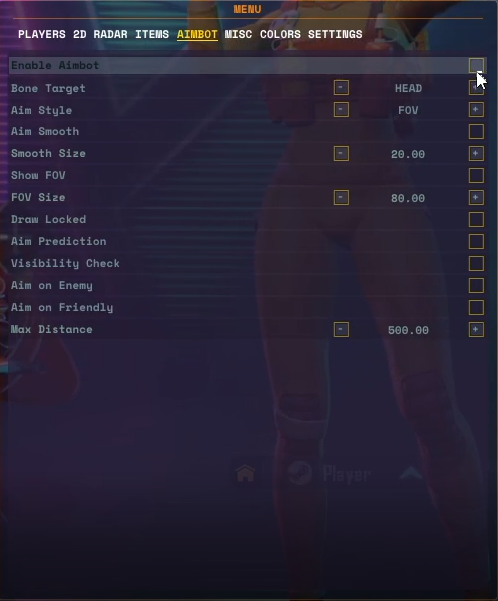 MENU
PLAYERS 2D RADAR ITEMS AIMBOT MISC COLORS SETTINGS
Enable Aimbot
Bone Target - HEAD +
Aim Style - FOV +
Aim Smooth
Smooth Size - 20.00 +
Show FOV
FOV Size - 80.00 +
Draw Locked
Aim Prediction
Visibility Check
Aim on Enemy
Aim on Friendly
Max Distance - 500.00 +
Player